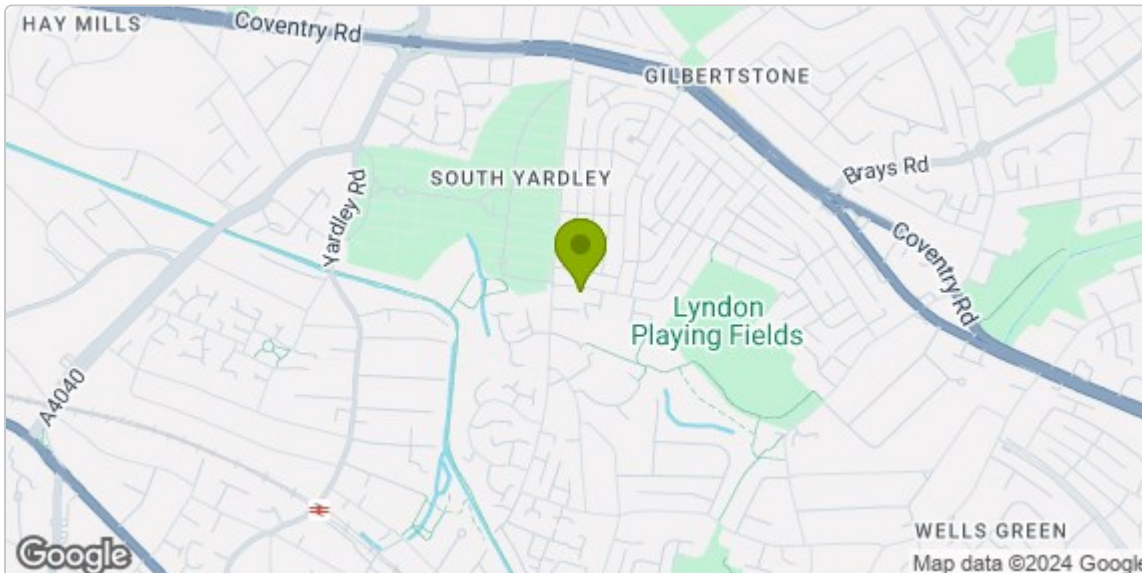 HAY MILLS
Coventry Rd
GILBERTSTONE
SOUTH YARDLEY
Brays Rd
Yardley Rd
Coventry Rd
Lyndon
Playing Fields
A4040
WELLS GREEN
Google
Map data ©2024 Google